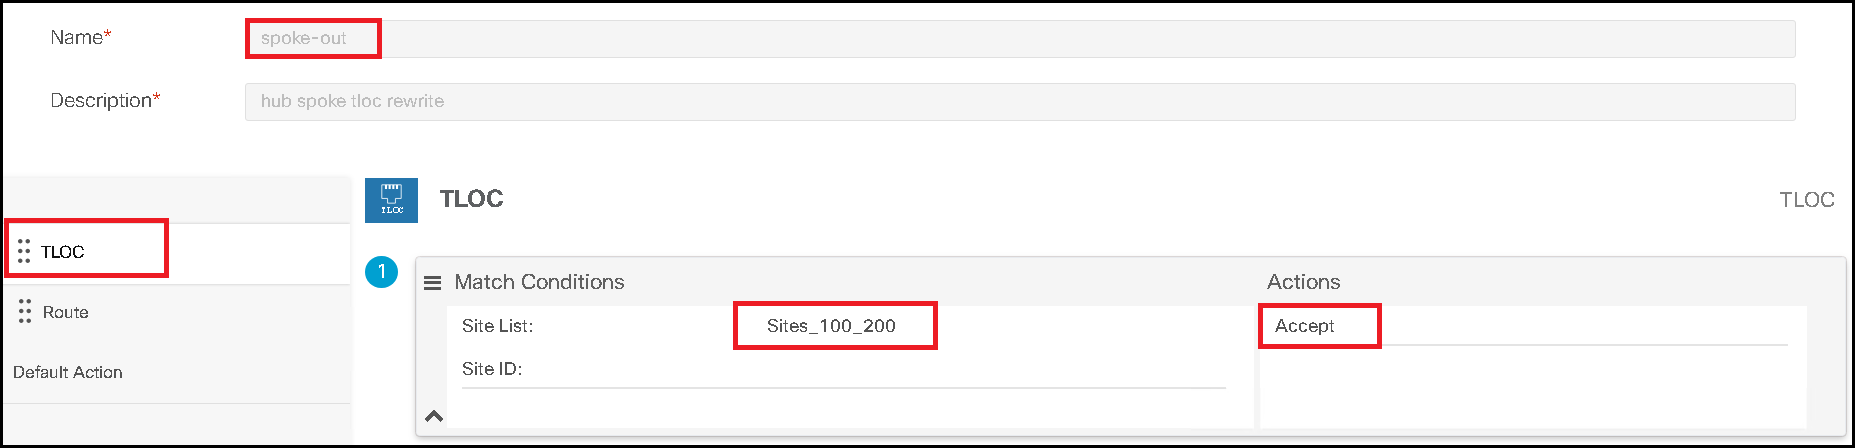 Name* spoke-out
Description* hub spoke tloc rewrite
TLOC TLOC TLOC
TLOC
1 Match Conditions Actions
Route Site List: Sites_100_200 Accept
Default Action Site ID: